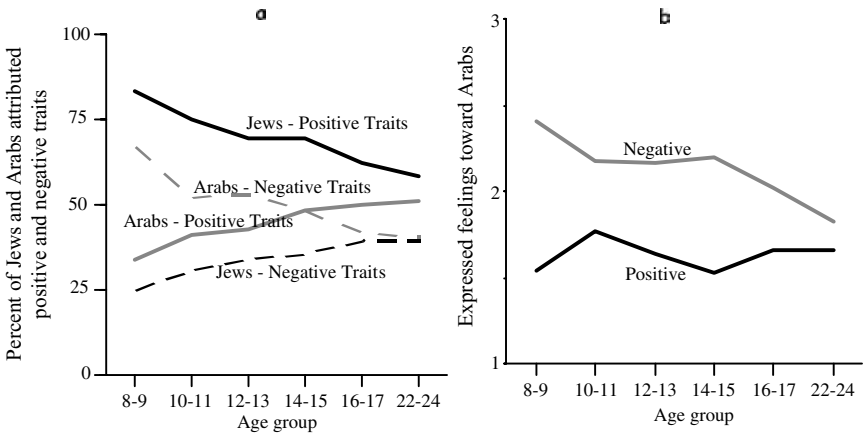 a
Percent of Jews and Arabs attributed
positive and negative traits
100
75
50
25
0
Jews - Positive Traits
Arabs - Negative Traits
Arabs - Positive Traits
Jews - Negative Traits
8-9 10-11 12-13 14-15 16-17 22-24
Age group
b
Expressed feelings toward Arabs
3
2
1
Negative
Positive
8-9 10-11 12-13 14-15 16-17 22-24
Age group